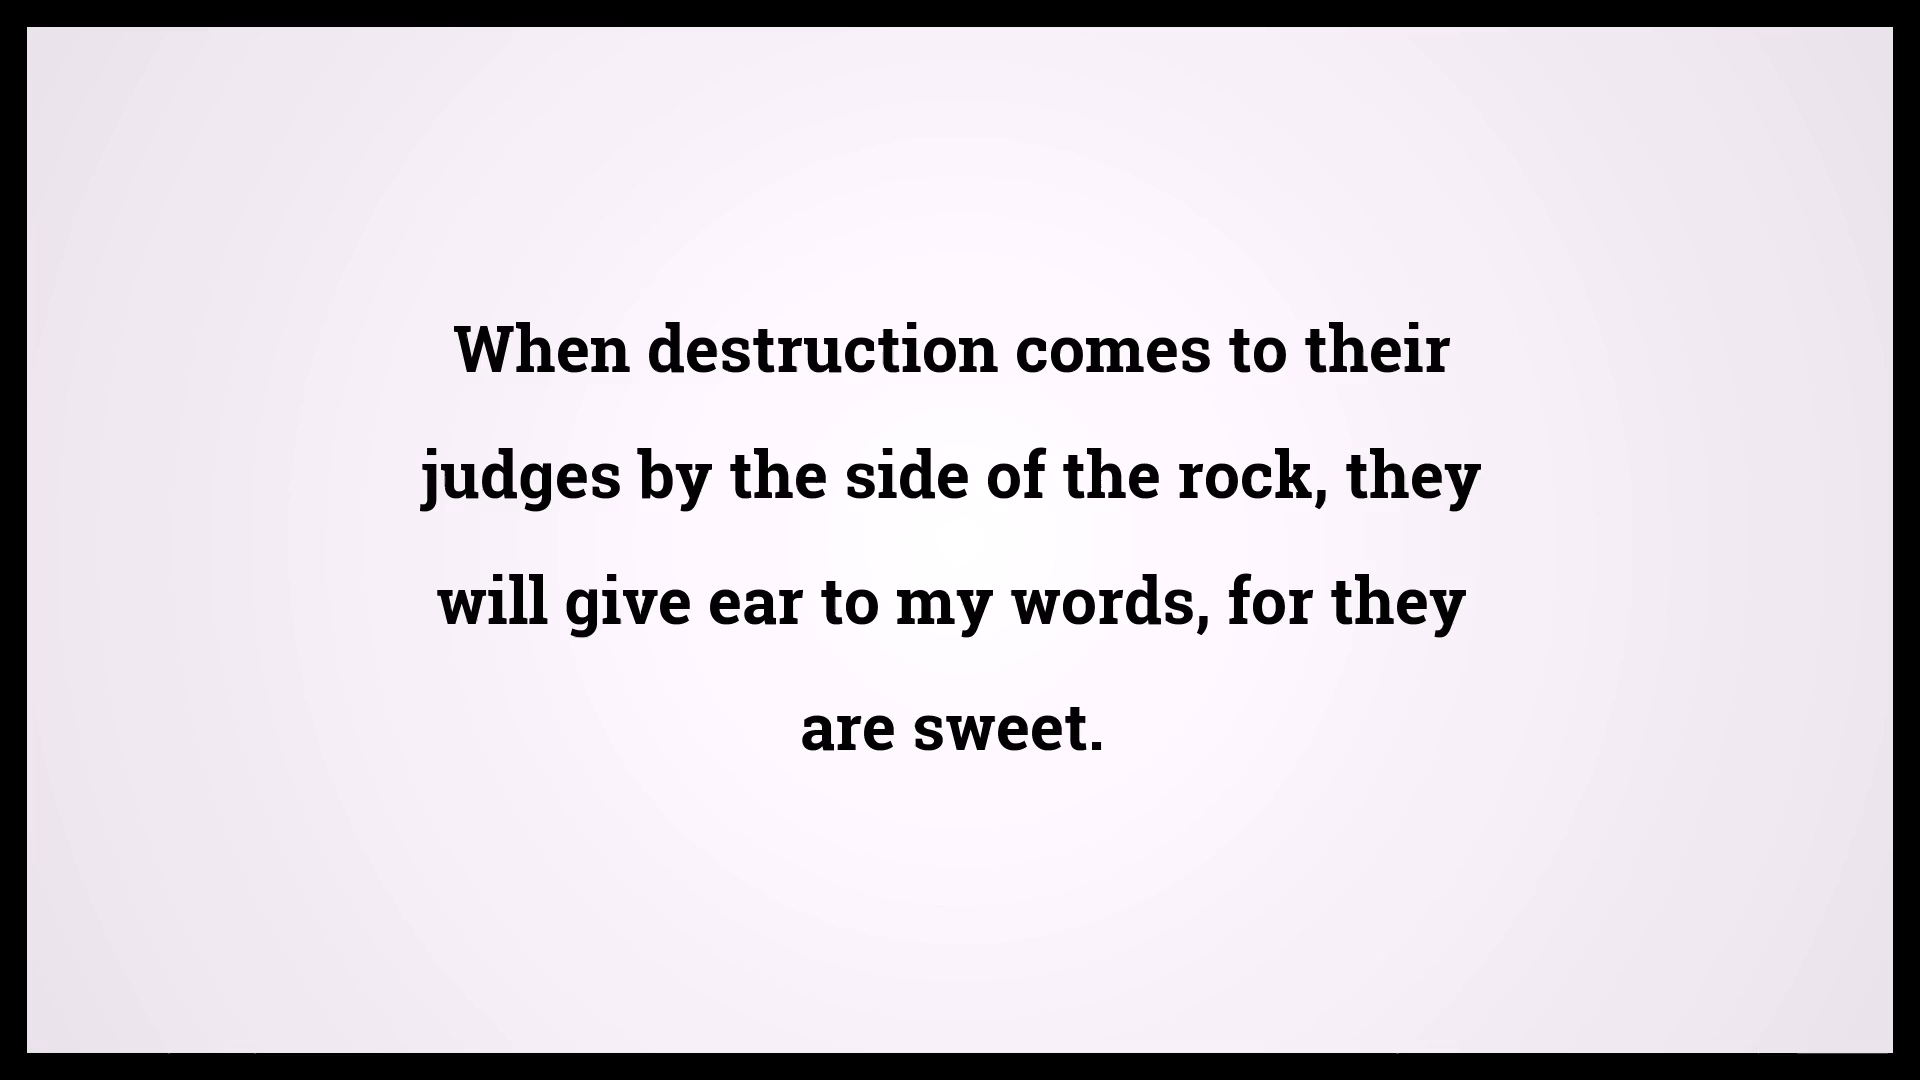 When destruction comes to their
judges by the side of the rock, they
will give ear to my words, for they
are sweet.